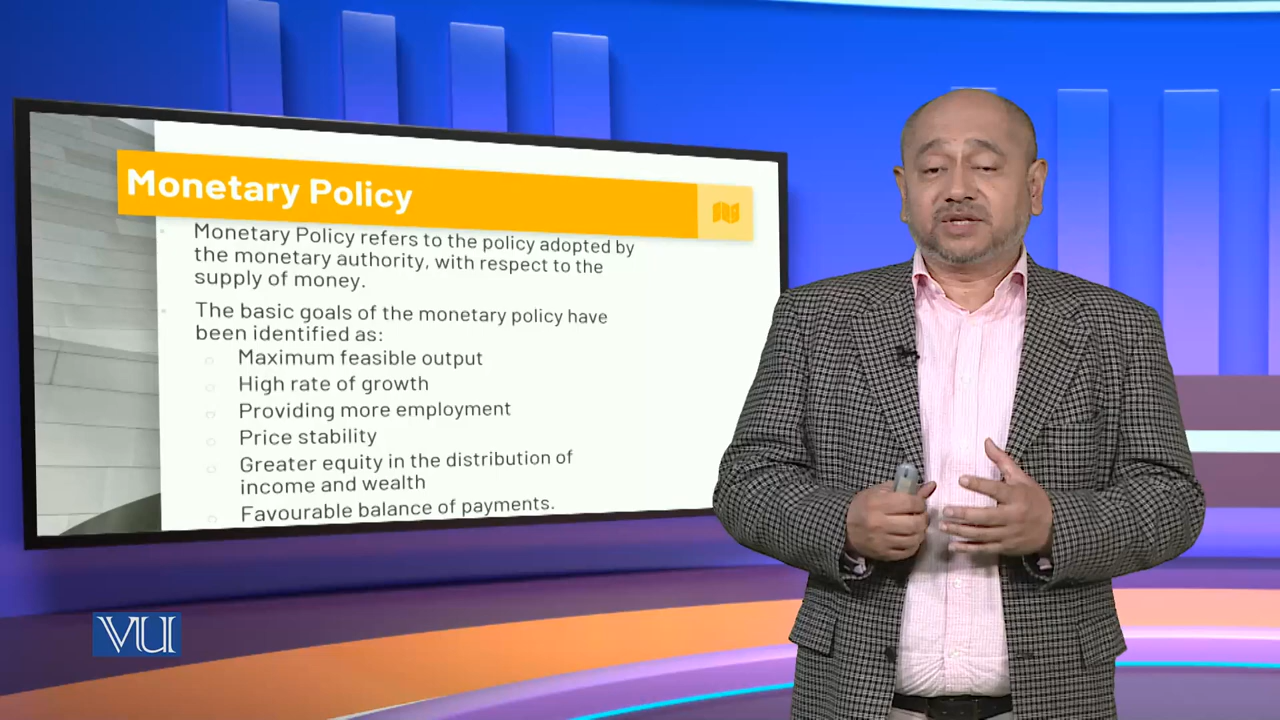 Monetary Policy
Monetary Policy refers to the policy adopted by
the monetary authority, with respect to the
supply of money.
The basic goals of the monetary policy have
been identified as:
Maximum feasible output
High rate of growth
Providing more employment
Price stability
Greater equity in the distribution of
income and wealth
Favourable balance of payments.
VU